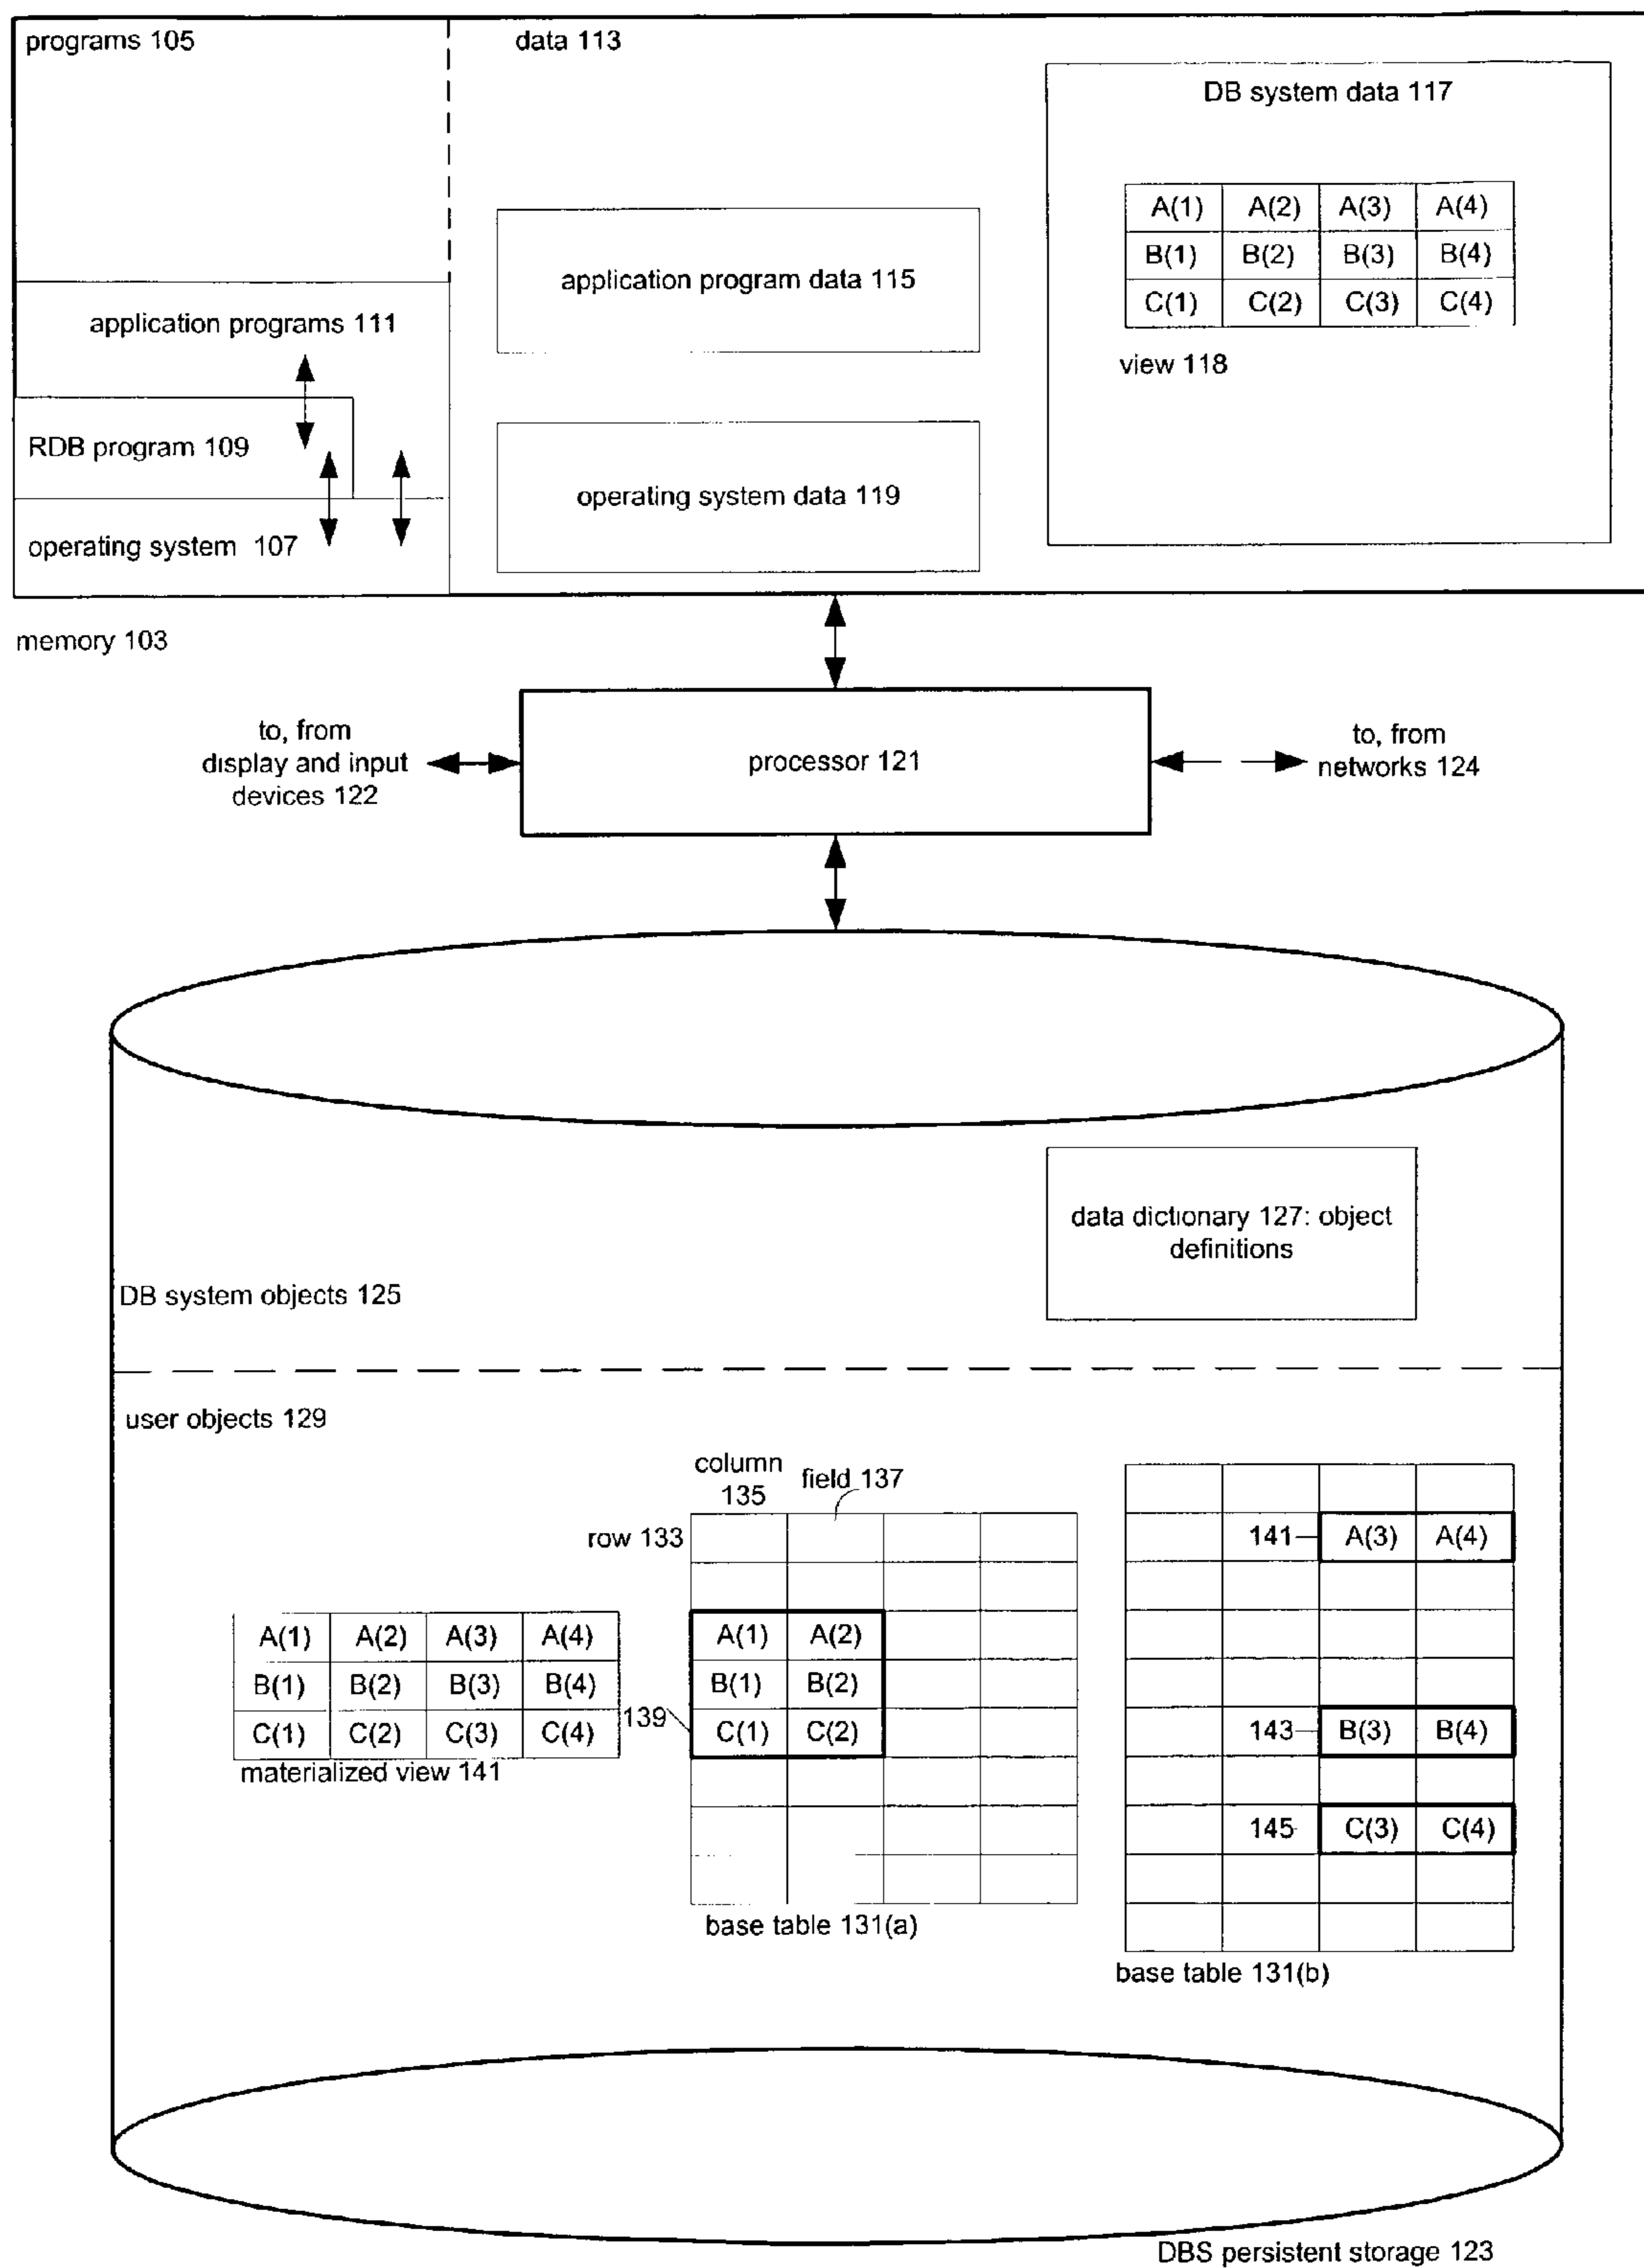 programs 105
data 113
DB system data 117
A(1) A(2) A(3) A(4)
B(1) B(2) B(3) B(4)
C(1) C(2) C(3) C(4)
view 118
application program data 115
application programs 111
RDB program 109
operating system data 119
operating system 107
memory 103
to, from
display and input
devices 122
processor 121
to, from
networks 124
data dictionary 127: object
definitions
DB system objects 125
user objects 129
column
135
field 137
row 133
A(1) A(2) A(3) A(4)
B(1) B(2) B(3) B(4)
C(1) C(2) C(3) C(4)
materialized view 141
139
A(1) A(2)
B(1) B(2)
C(1) C(2)
base table 131(a)
141 A(3) A(4)
143 B(3) B(4)
145 C(3) C(4)
base table 131(b)
DBS persistent storage 123